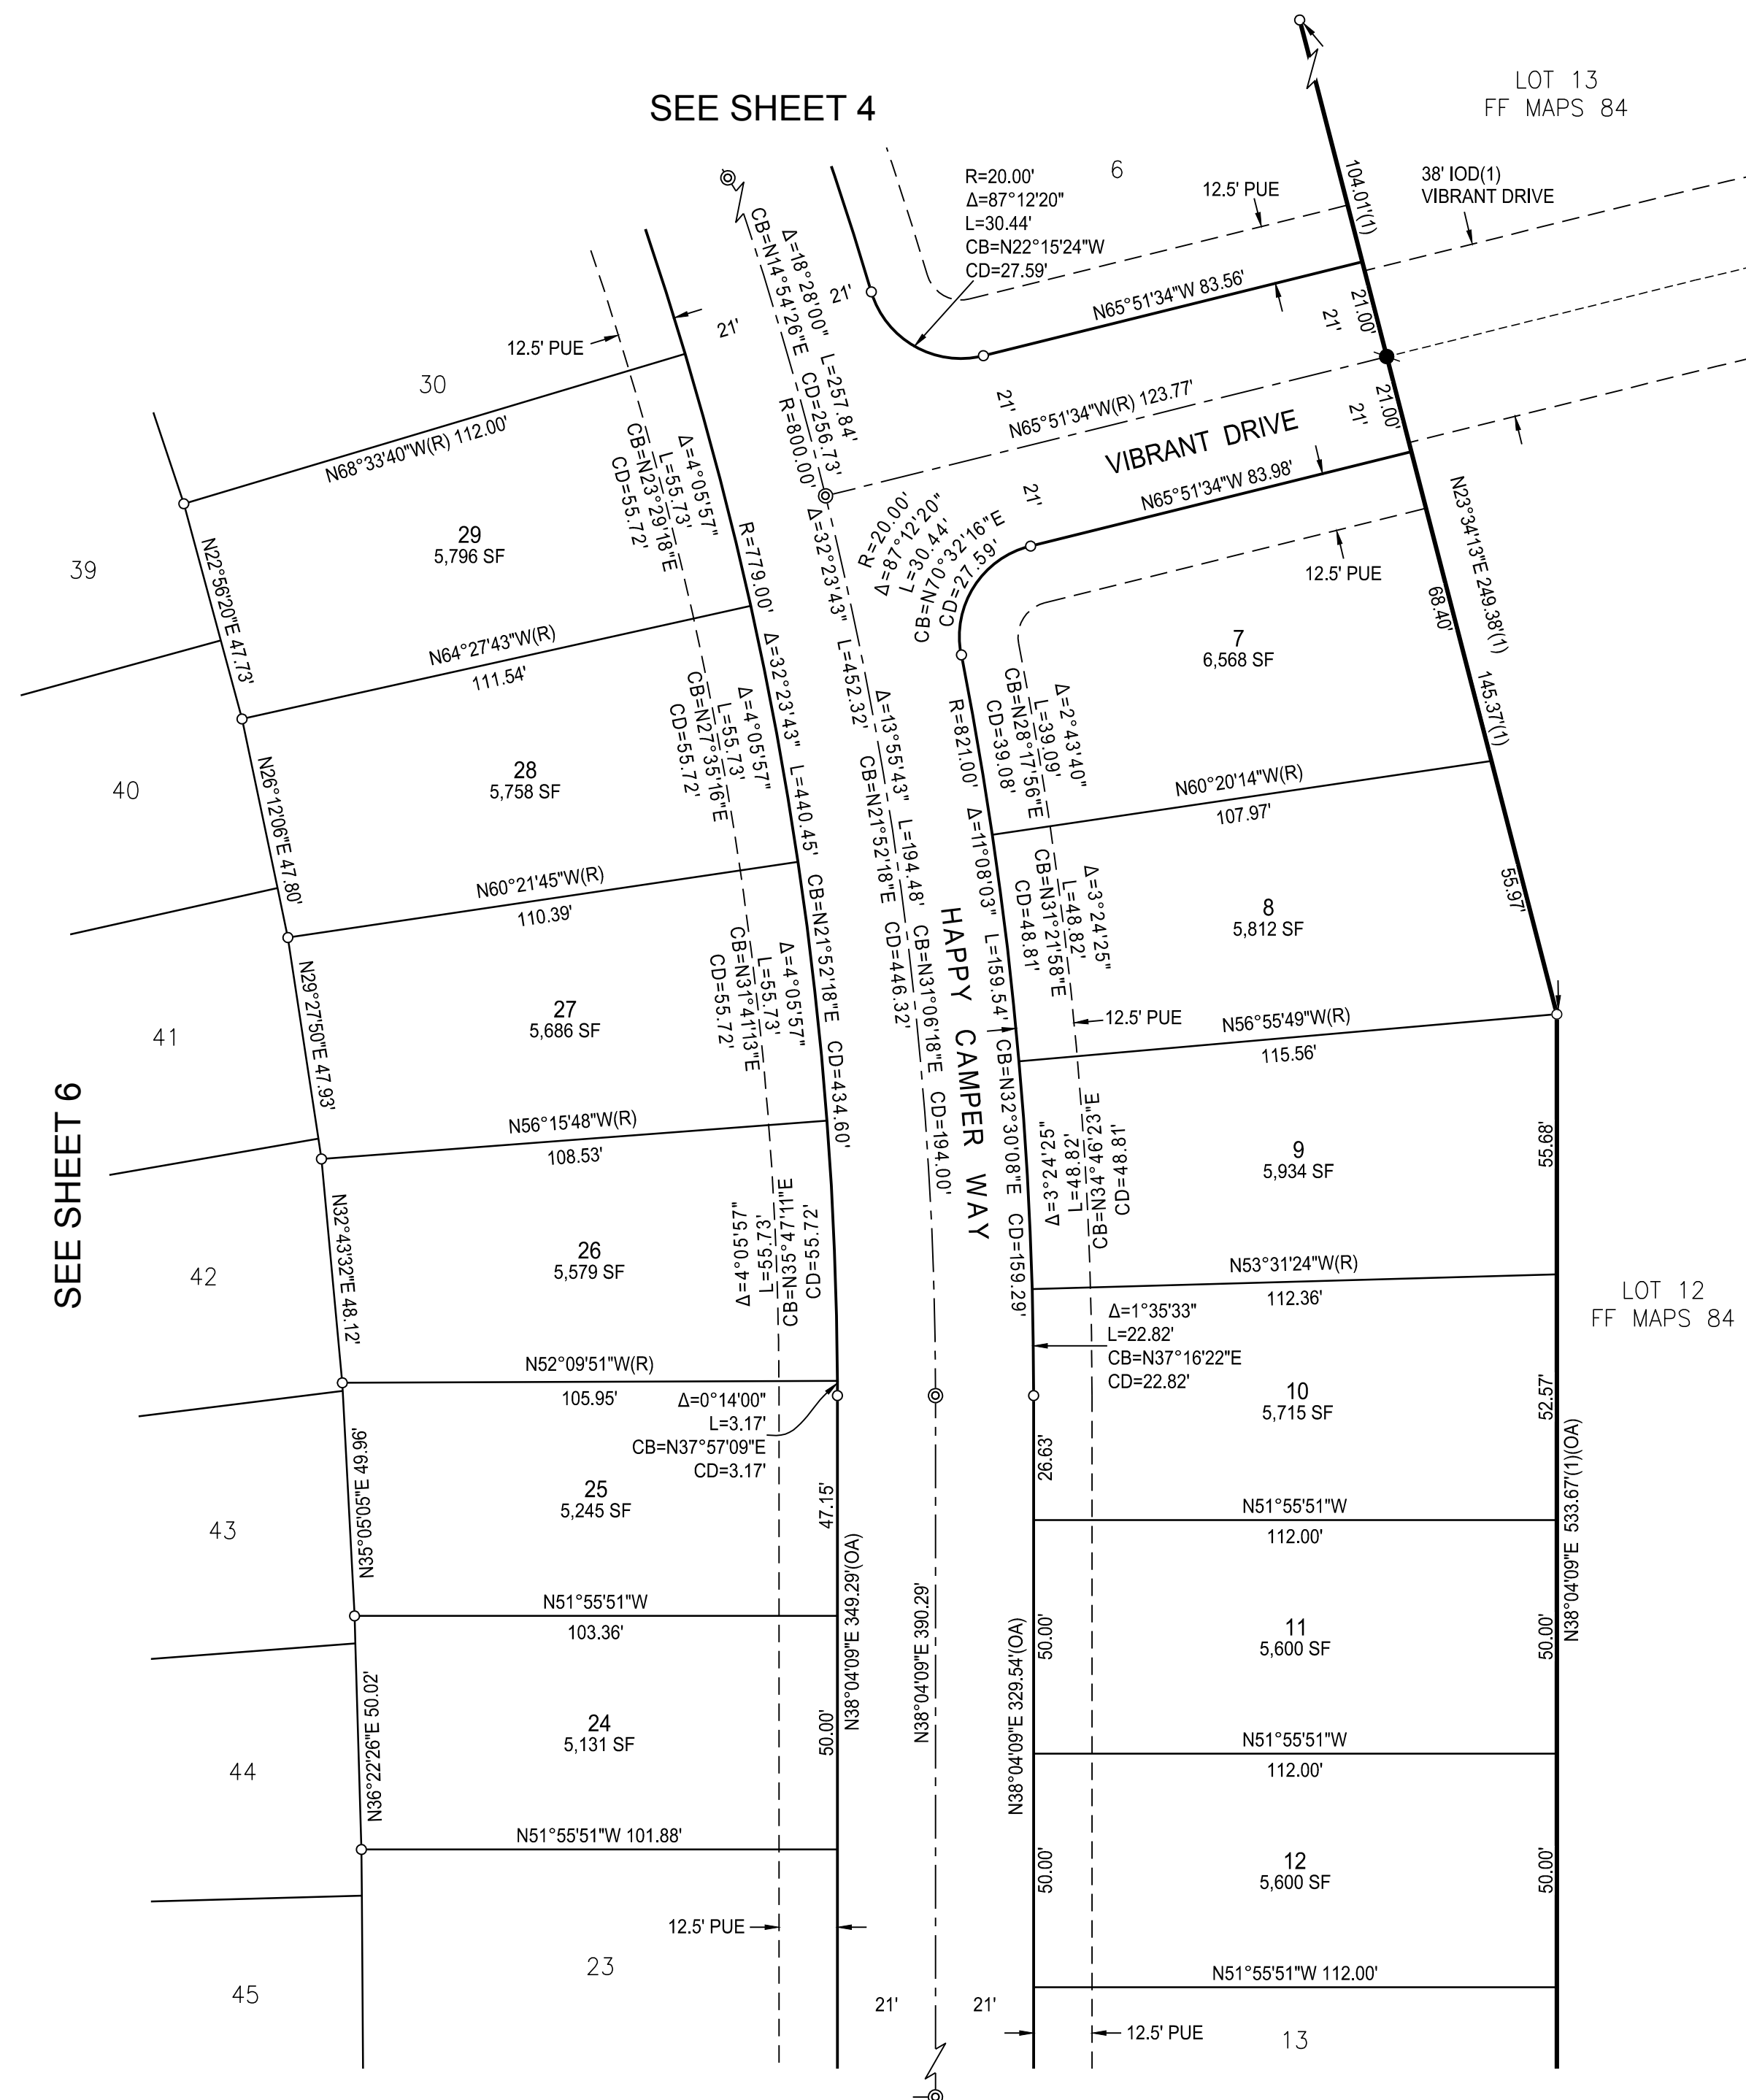 SEE SHEET 4
LOT 13
FF MAPS 84
6
R=20.00'
Δ=87°12'20"
L=30.44'
CB=N22°15'24"W
CD=27.59'
12.5' PUE
104.01'(1)
38' IOD(1)
VIBRANT DRIVE
Δ=18°28'00" L=257.84'
CB=N14°54'26"E CD=256.73'
R=800.00'
21'
21'
N65°51'34"W 83.56'
21.00'
21'
12.5' PUE
30
N68°33'40"W(R) 112.00'
21'
N65°51'34"W(R) 123.77'
21.00'
21'
VIBRANT DRIVE
N65°51'34"W 83.98'
21'
12.5' PUE
N23°34'13"E 249.38'(1)
68.40'
145.37'(1)
R=20.00'
Δ=87°12'20"
L=30.44'
CB=N70°32'16"E
CD=27.59'
39
N22°56'20"E 47.73'
29
5,796 SF
Δ=4°05'57"
L=55.73'
CB=N23°29'18"E
CD=55.72'
R=779.00' Δ=32°23'43" L=440.45' CB=N21°52'18"E CD=434.60'
Δ=32°23'43" L=452.32' CB=N21°52'18"E CD=446.32'
Δ=13°55'43" L=194.48' CB=N31°06'18"E CD=194.00'
HAPPY CAMPER WAY
R=821.00' Δ=11°08'03" L=159.54' CB=N32°30'08"E CD=159.29'
7
6,568 SF
Δ=2°43'40"
L=39.09'
CB=N28°17'56"E
CD=39.08'
N64°27'43"W(R)
111.54'
40
N26°12'06"E 47.80'
28
5,758 SF
Δ=4°05'57"
L=55.73'
CB=N27°35'16"E
CD=55.72'
N60°20'14"W(R)
107.97'
N60°21'45"W(R)
110.39'
8
5,812 SF
55.97'
Δ=3°24'25"
L=48.82'
CB=N31°21'58"E
CD=48.81'
12.5' PUE
41
N29°27'50"E 47.93'
27
5,686 SF
Δ=4°05'57"
L=55.73'
CB=N31°41'13"E
CD=55.72'
N56°55'49"W(R)
115.56'
SEE SHEET 6
N56°15'48"W(R)
108.53'
9
5,934 SF
55.68'
Δ=3°24'25"
L=48.82'
CB=N34°46'23"E
CD=48.81'
42
N32°43'32"E 48.12'
26
5,579 SF
Δ=4°05'57"
L=55.73'
CB=N35°47'11"E
CD=55.72'
N53°31'24"W(R)
112.36'
LOT 12
FF MAPS 84
Δ=1°35'33"
L=22.82'
CB=N37°16'22"E
CD=22.82'
N52°09'51"W(R)
105.95'
Δ=0°14'00"
L=3.17'
CB=N37°57'09"E
CD=3.17'
10
5,715 SF
52.57'
26.63'
N38°04'09"E 533.67'(1)(OA)
43
N35°05'05"E 49.96'
25
5,245 SF
47.15'
N51°55'51"W
112.00'
N51°55'51"W
103.36'
N38°04'09"E 349.29'(OA)
N38°04'09"E 390.29'
N38°04'09"E 329.54'(OA)
11
5,600 SF
50.00'
50.00'
44
N36°22'26"E 50.02'
24
5,131 SF
50.00'
N51°55'51"W
112.00'
N51°55'51"W 101.88'
12
5,600 SF
50.00'
50.00'
12.5' PUE
23
45
N51°55'51"W 112.00'
21'
21'
12.5' PUE
13